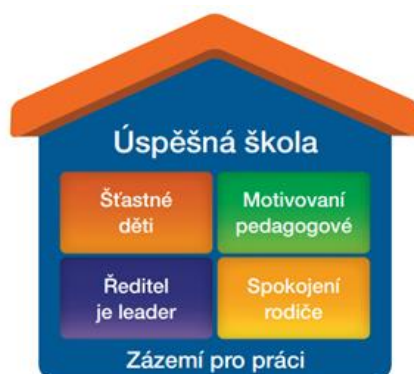 Úspěšná škola
Šťastné
děti
Motivovaní
pedagogové
Ředitel
je leader
Spokojení
rodiče
Zázemí pro práci